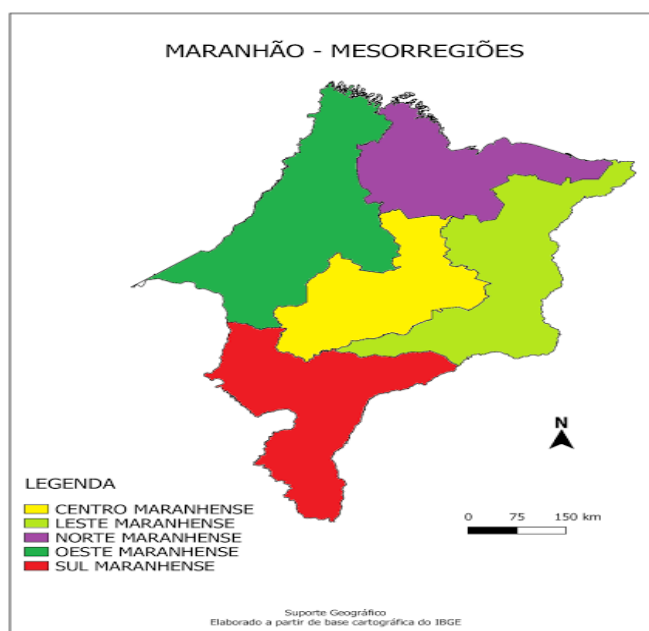 MARANHÃO - MESORREGIÕES
N
LEGENDA
CENTRO MARANHENSE
LESTE MARANHENSE
NORTE MARANHENSE
OESTE MARANHENSE
SUL MARANHENSE
0 75 150 km
Suporte Geográfico
Elaborado a partir de base cartográfica do IBGE